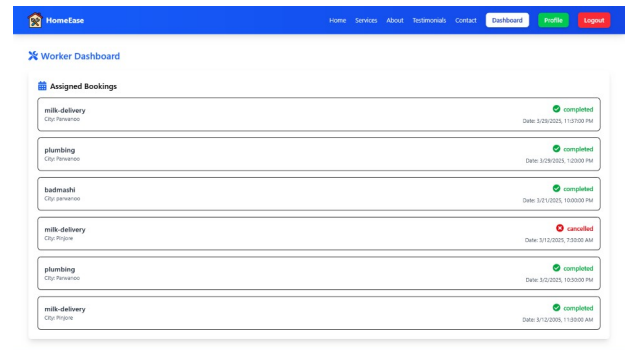 HomeEase
Home Services About Testimonials Contact Dashboard Profile Logout
Worker Dashboard
Assigned Bookings
milk-delivery completed
City: Parwanoo Date: 3/29/2025, 11:57:00 PM
plumbing completed
City: Parwanoo Date: 3/29/2025, 1:20:00 PM
badmashi completed
City: parwanoo Date: 3/21/2025, 10:00:00 PM
milk-delivery cancelled
City: Pinjore Date: 3/12/2025, 7:30:00 AM
plumbing completed
City: Parwanoo Date: 3/2/2025, 10:30:00 PM
milk-delivery completed
City: Pinjore Date: 5/12/2005, 11:30:00 AM